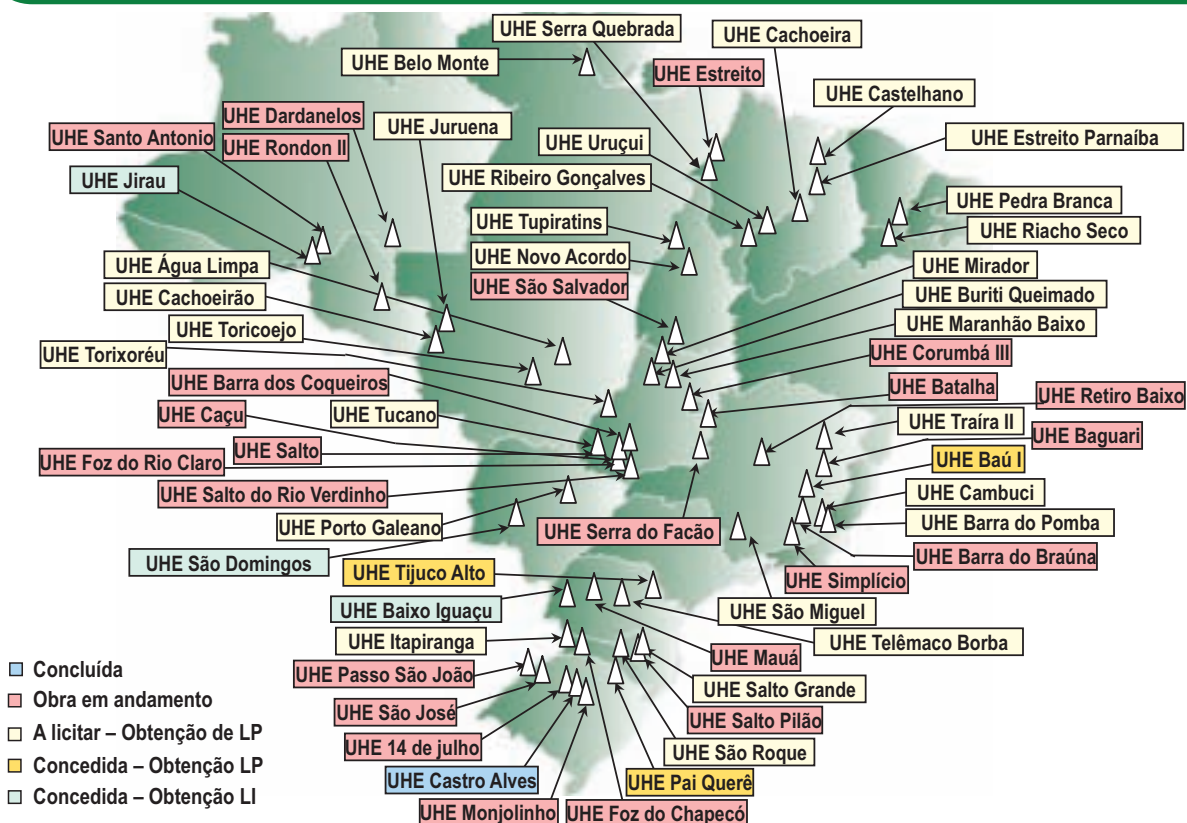 UHE Serra Quebrada
UHE Cachoeira
UHE Belo Monte
UHE Estreito
UHE Castelhano
UHE Dardanelos
UHE Juruena
UHE Santo Antonio
UHE Rondon II
UHE Uruçui
UHE Estreito Parnaíba
UHE Jirau
UHE Ribeiro Gonçalves
UHE Pedra Branca
UHE Tupiratins
UHE Riacho Seco
UHE Água Limpa
UHE Novo Acordo
UHE Mirador
UHE Cachoeirão
UHE São Salvador
UHE Buriti Queimado
UHE Toricoejo
UHE Maranhão Baixo
UHE Torixoréu
UHE Corumbá III
UHE Barra dos Coqueiros
UHE Batalha
UHE Retiro Baixo
UHE Caçu
UHE Tucano
UHE Traíra II
UHE Salto
UHE Baguari
UHE Foz do Rio Claro
UHE Baú I
UHE Salto do Rio Verdinho
UHE Cambuci
UHE Porto Galeano
UHE Serra do Facão
UHE Barra do Pomba
UHE São Domingos
UHE Barra do Braúna
UHE Tijuco Alto
UHE Simplício
UHE Baixo Iguaçu
UHE São Miguel
UHE Itapiranga
UHE Telêmaco Borba
UHE Mauá
UHE Passo São João
UHE Salto Grande
UHE São José
UHE Salto Pilão
UHE 14 de julho
UHE São Roque
UHE Castro Alves
UHE Pai Querê
UHE Monjolinho
UHE Foz do Chapecó
Concluída
Obra em andamento
A licitar – Obtenção de LP
Concedida – Obtenção LP
Concedida – Obtenção LI